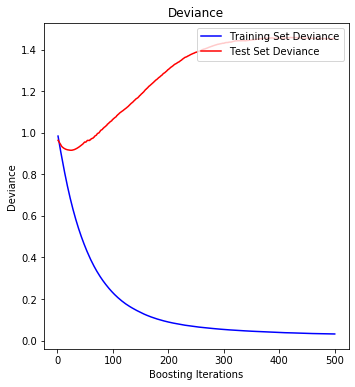 Deviance
Training Set Deviance
Test Set Deviance
1.4
1.2
1.0
0.8
0.6
0.4
0.2
0.0
Deviance
0 100 200 300 400 500
Boosting Iterations